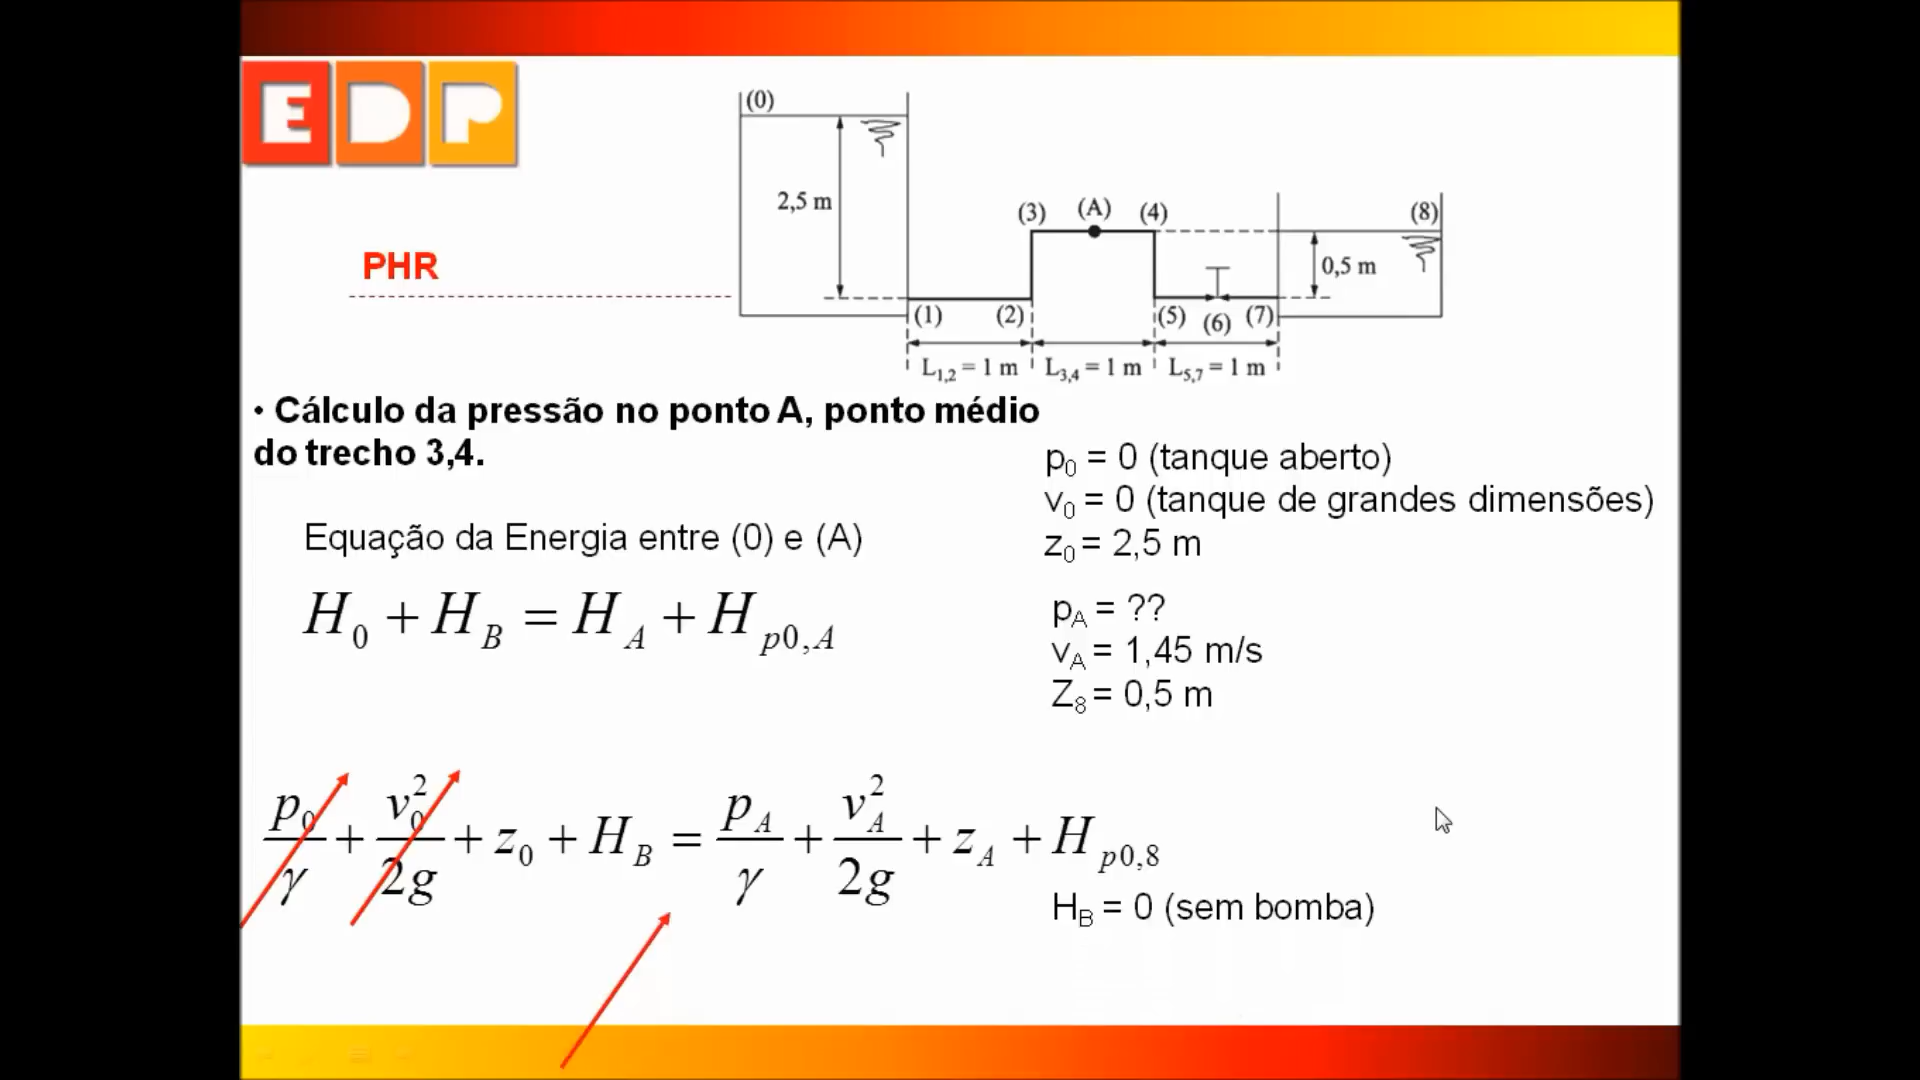 EDP
(0)
2,5 m
(3) (A) (4) (8)
0,5 m
PHR
(1) (2) (5) (6) (7)
L1,2 = 1 m L3,4 = 1 m L5,7 = 1 m
• Cálculo da pressão no ponto A, ponto médio
do trecho 3,4.
p0 = 0 (tanque aberto)
v0 = 0 (tanque de grandes dimensões)
z0 = 2,5 m
Equação da Energia entre (0) e (A)
H0 + HB = HA + Hp0,A
pA = ??
vA = 1,45 m/s
Z8 = 0,5 m
p0/γ + v0²/2g + z0 + HB = pA/γ + vA²/2g + zA + Hp0,8
HB = 0 (sem bomba)